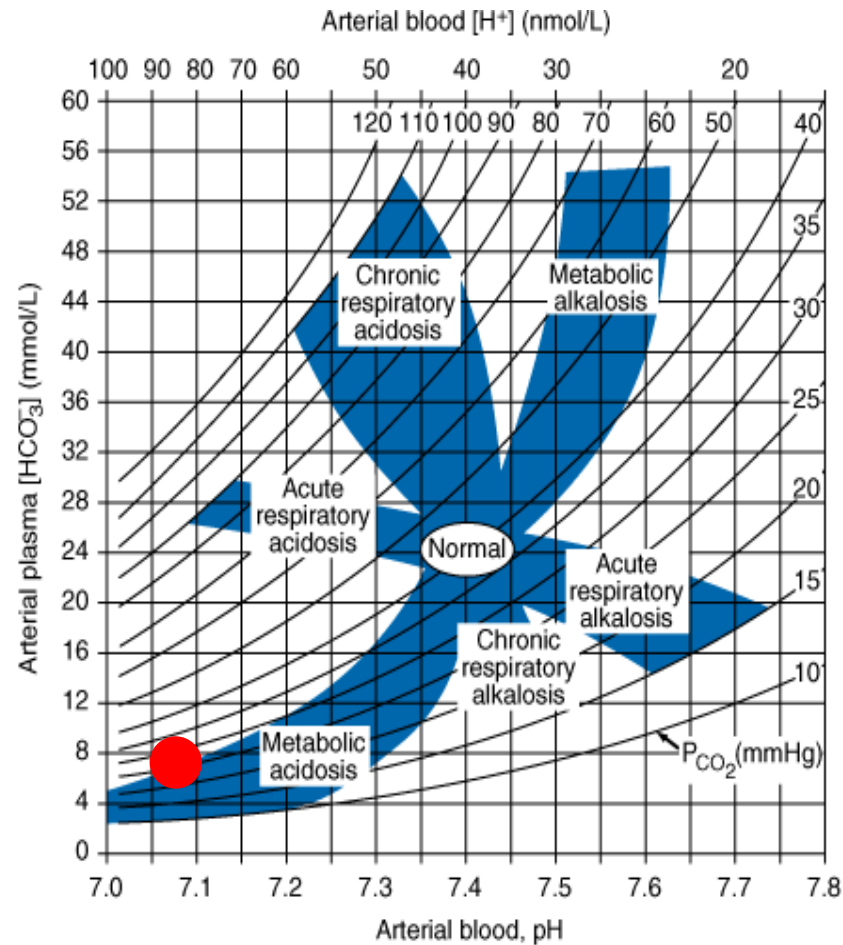 Arterial blood [H⁺] (nmol/L)
100 90 80 70 60 50 40 30 20
60
120 110 100 90 80 70 60 50 40
56
52
35
48
Chronic
respiratory
acidosis
Metabolic
alkalosis
44
30
40
36
25
32
28
Acute
respiratory
acidosis
20
24
Normal
Acute
respiratory
alkalosis
15
20
Chronic
respiratory
alkalosis
16
10
12
Metabolic
acidosis
8
P_CO₂(mmHg)
4
0
7.0 7.1 7.2 7.3 7.4 7.5 7.6 7.7 7.8
Arterial blood, pH
Arterial plasma [HCO₃⁻] (mmol/L)